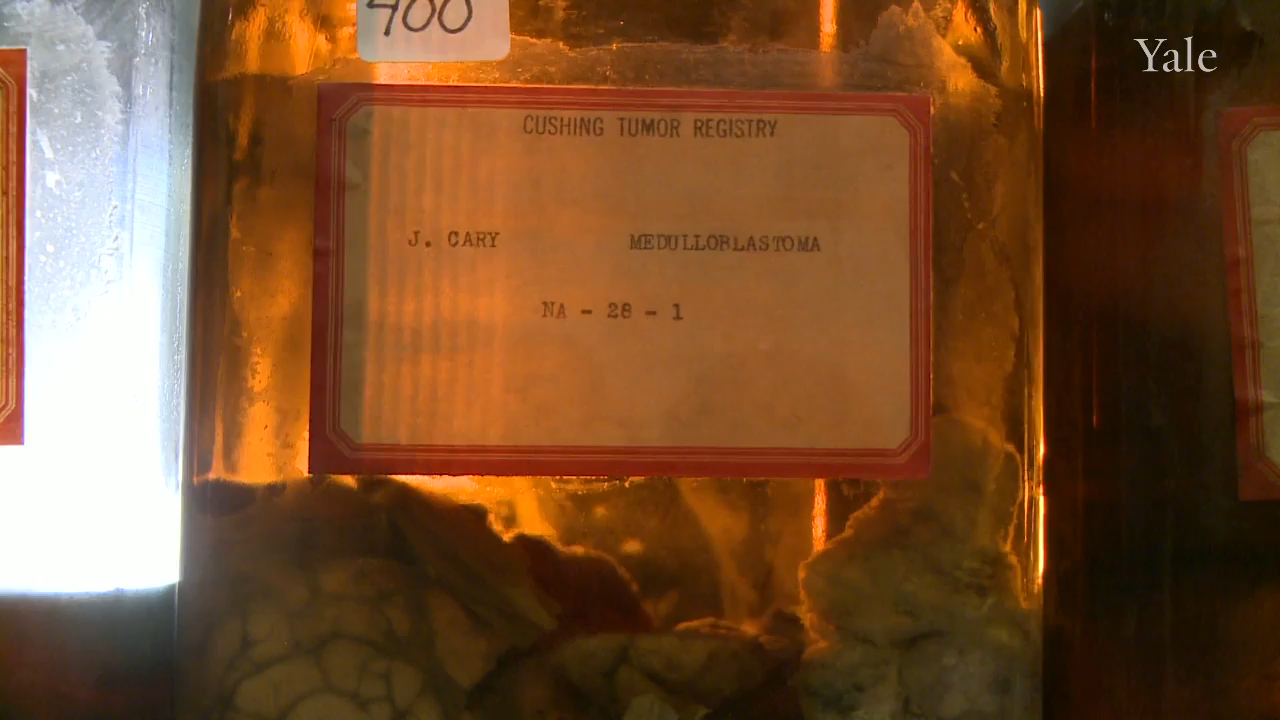 400
Yale
CUSHING TUMOR REGISTRY
J. CARY MEDULLOBLASTOMA
NA - 28 - 1